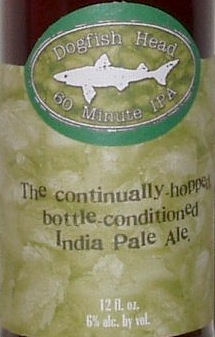 Dogfish Head
60 Minute IPA
The continually-hopped
bottle-conditioned
India Pale Ale.
12 fl. oz.
6% alc. by vol.